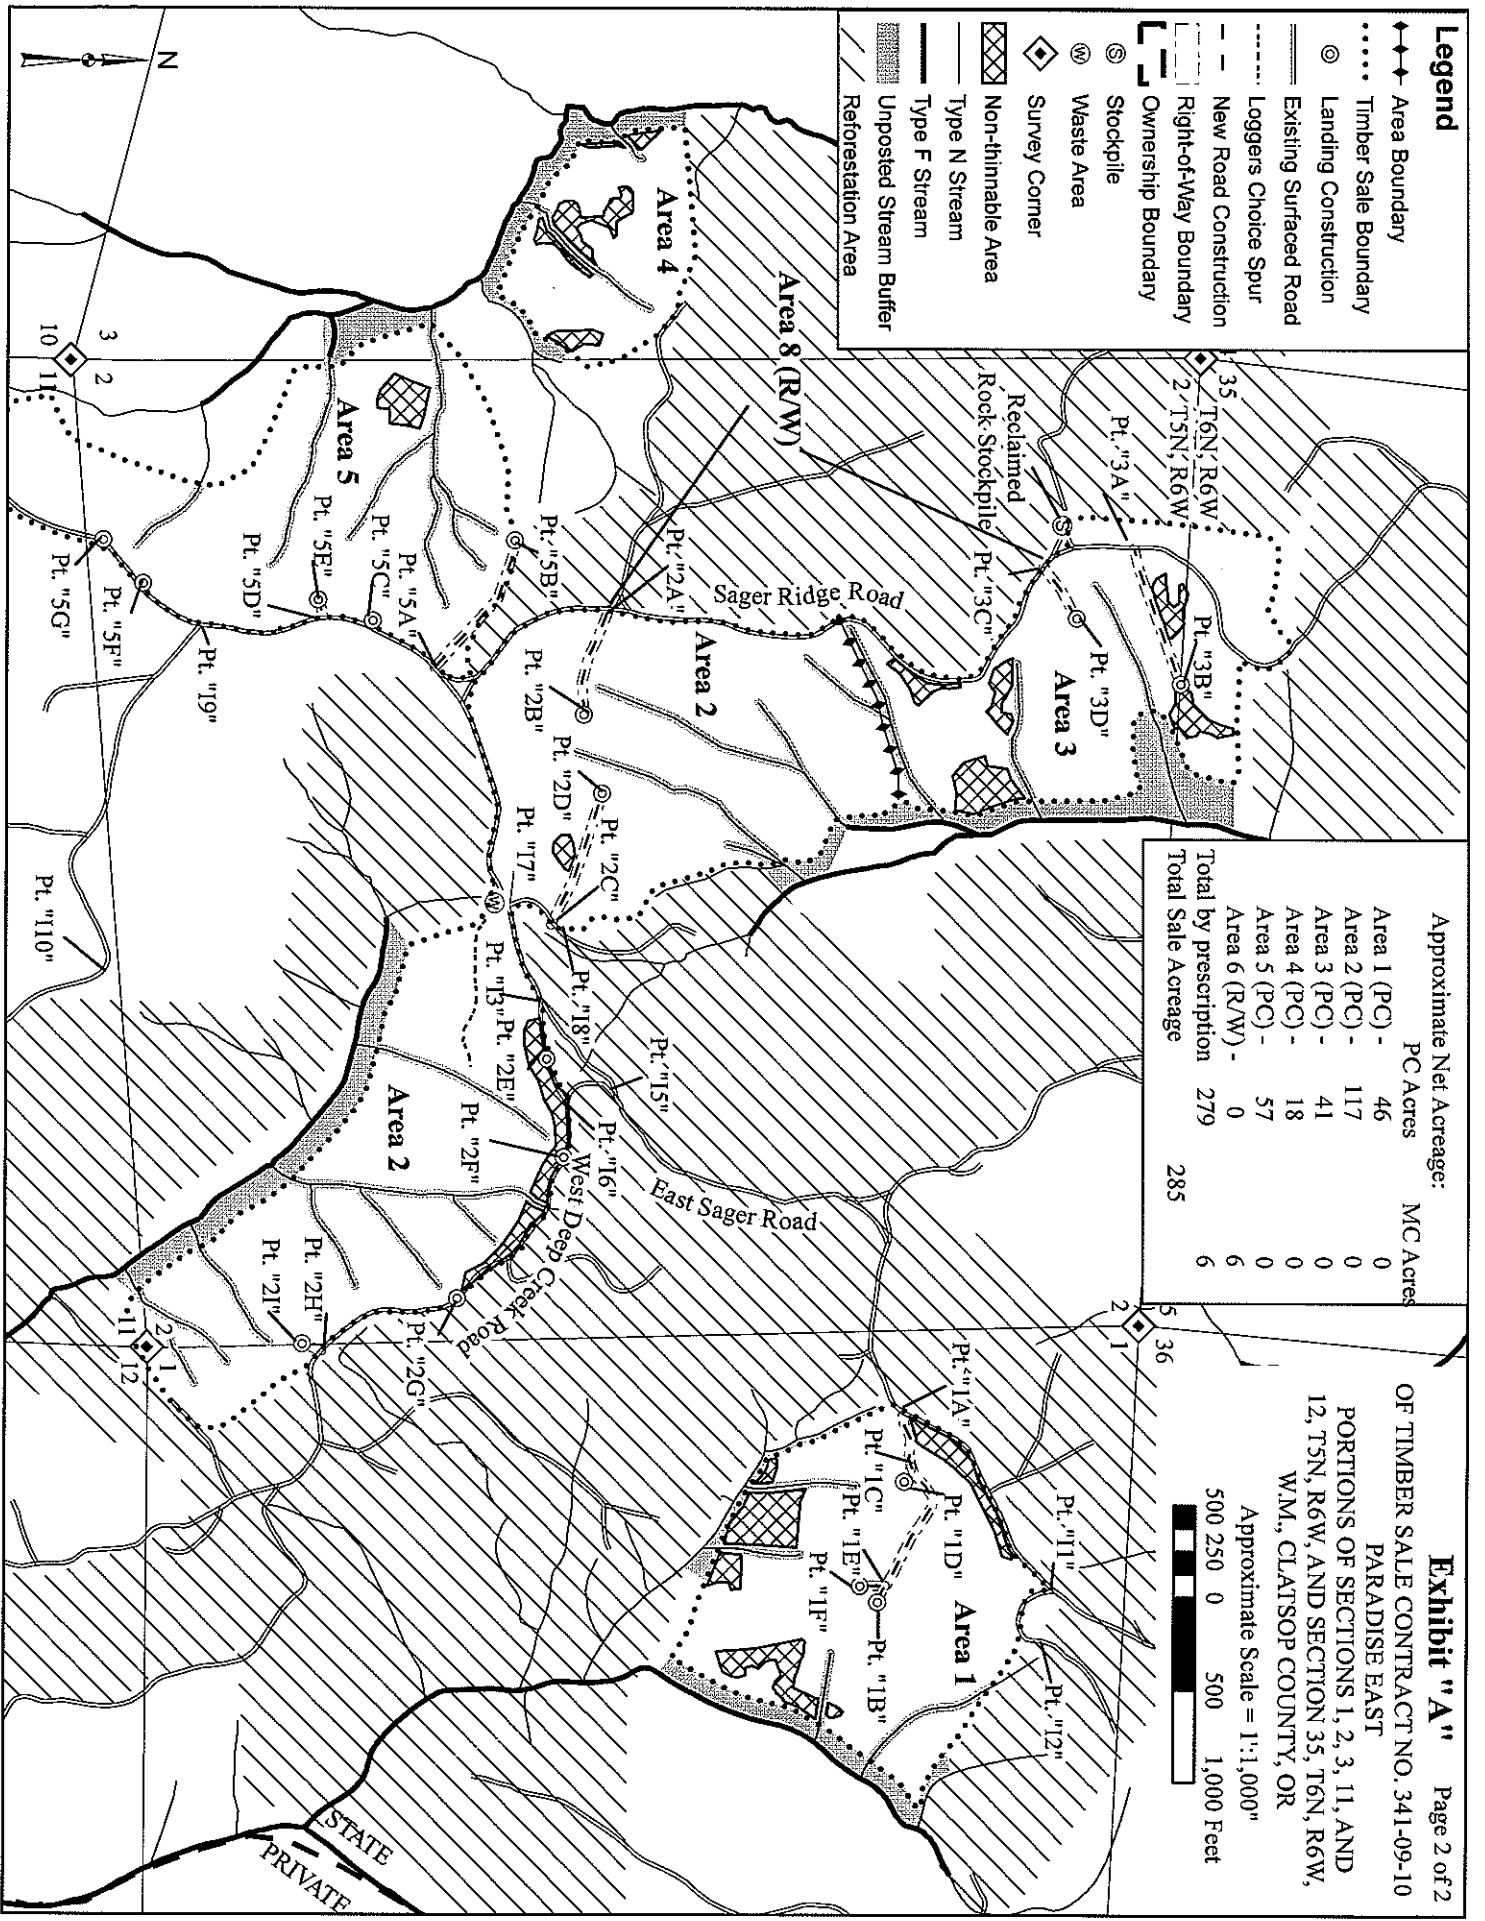 Exhibit "A" Page 2 of 2
OF TIMBER SALE CONTRACT NO. 341-09-10
PARADISE EAST
PORTIONS OF SECTIONS 1, 2, 3, 11, AND
12, T5N, R6W, AND SECTION 35, T6N, R6W,
W.M., CLATSOP COUNTY, OR
Approximate Scale = 1":1,000"
500 250 0 500 1,000 Feet
Approximate Net Acreage:
PC Acres MC Acres
Area 1 (PC) - 46 0
Area 2 (PC) - 117 0
Area 3 (PC) - 41 0
Area 4 (PC) - 18 0
Area 5 (PC) - 57 0
Area 6 (R/W) - 0 6
Total by prescription 279 6
Total Sale Acreage 285
Legend
Area Boundary
Timber Sale Boundary
Landing Construction
Existing Surfaced Road
Loggers Choice Spur
New Road Construction
Right-of-Way Boundary
Ownership Boundary
Stockpile
Waste Area
Survey Corner
Non-thinnable Area
Type N Stream
Type F Stream
Unposted Stream Buffer
Reforestation Area
N
35
T6N, R6W
2 T5N, R6W
Pt. "3A"
Pt. "3B"
Reclaimed
Rock Stockpile
S
Pt. "3C"
Pt. "3D"
Area 3
Area 8 (R/W)
Area 4
Sager Ridge Road
Pt. "2A"
Area 2
Pt. "2B"
Pt. "2D"
Pt. "2C"
Pt. "5B"
Pt. "5A"
Pt. "5C"
Pt. "5E"
Pt. "5D"
Area 5
Pt. "5F"
Pt. "5G"
3
2
10
11
Pt. "I9"
Pt. "I10"
Pt. "I7"
W
Pt. "I3"
Pt. "I8"
Pt. "2E"
Pt. "I5"
Pt. "I6"
Pt. "2F"
Area 2
West Deep Creek Road
East Sager Road
Pt. "2G"
Pt. "2H"
Pt. "2I"
2
1
11
12
5
36
2
1
Pt. "1A"
Pt. "1C"
Pt. "1D"
Pt. "1E"
Pt. "1F"
Pt. "1B"
Area 1
Pt. "I1"
Pt. "I2"
STATE
PRIVATE